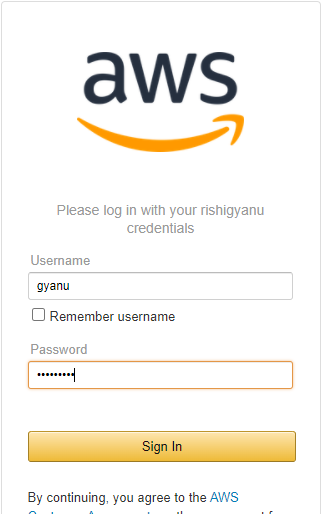 aws
Please log in with your rishigyanu
credentials
Username
gyanu
Remember username
Password
•••••••••
Sign In
By continuing, you agree to the AWS